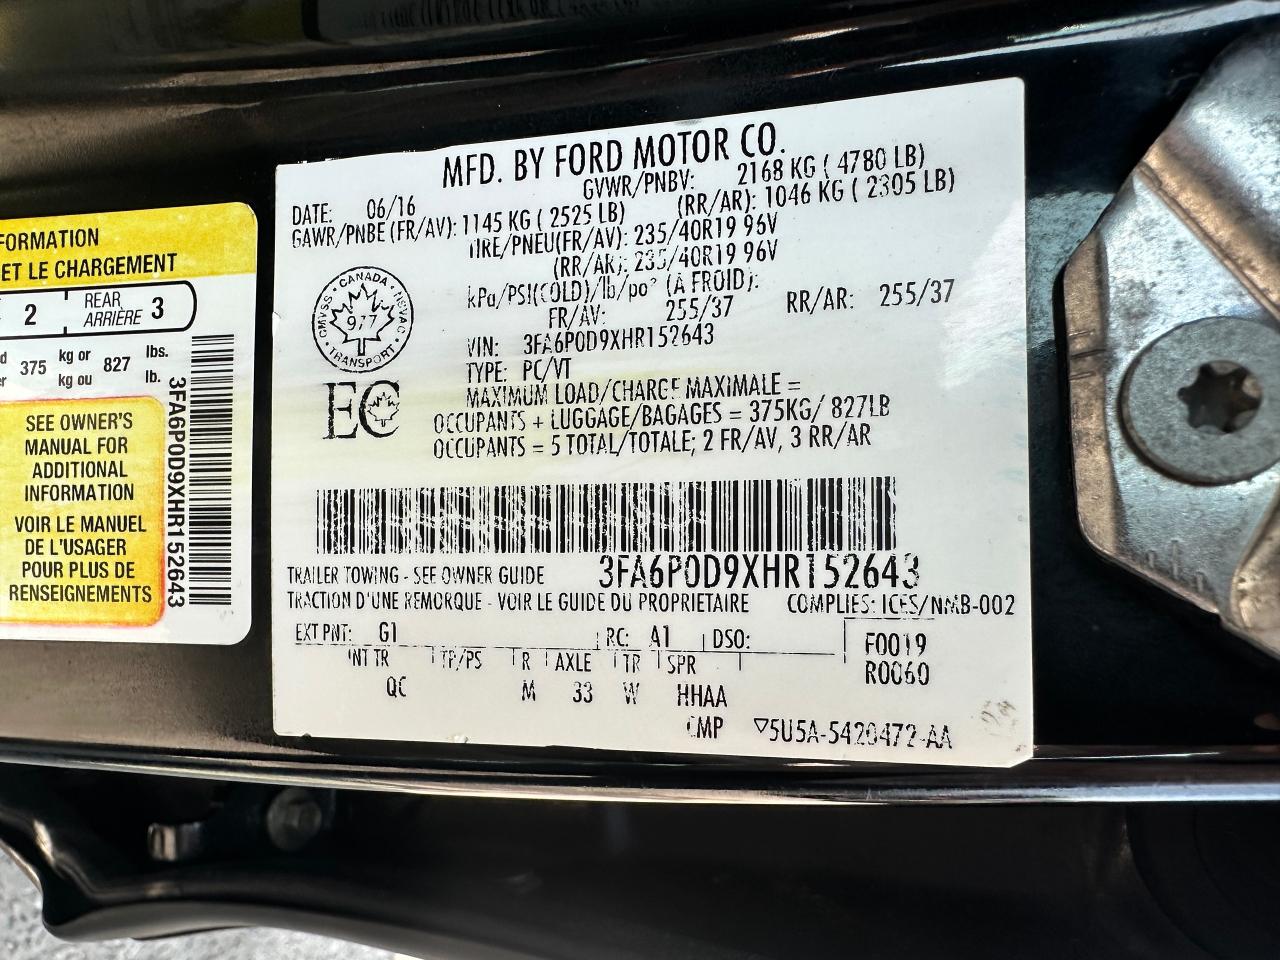 FORMATION
ET LE CHARGEMENT
2 REAR ARRIÈRE 3
375 kg or kg ou 827 lbs. lb.
SEE OWNER'S
MANUAL FOR
ADDITIONAL
INFORMATION
VOIR LE MANUEL
DE L'USAGER
POUR PLUS DE
RENSEIGNEMENTS
3FA6P0D9XHR152643
MFD. BY FORD MOTOR CO.
DATE: 06/16 GVWR/PNBV: 2168 KG ( 4780 LB)
GAWR/PNBE (FR/AV): 1145 KG ( 2525 LB) (RR/AR): 1046 KG ( 2305 LB)
TIRE/PNEU(FR/AV): 235/40R19 96V
(RR/AR): 235/40R19 96V
kPa/PSI(COLD)/lb/po² (À FROID):
FR/AV: 255/37 RR/AR: 255/37
CANADA
CMVSS 977 NSVAC
TRANSPORT
VIN: 3FA6P0D9XHR152643
TYPE: PC/VT
EC
MAXIMUM LOAD/CHARGE MAXIMALE =
OCCUPANTS + LUGGAGE/BAGAGES = 375KG/ 827LB
OCCUPANTS = 5 TOTAL/TOTALE; 2 FR/AV, 3 RR/AR
3FA6P0D9XHR152643
TRAILER TOWING - SEE OWNER GUIDE
TRACTION D'UNE REMORQUE - VOIR LE GUIDE DU PROPRIETAIRE COMPLIES: ICES/NMB-002
EXT PNT: G1 RC: A1 DSO: F0019
INT TR TP/PS R AXLE TR SPR R0060
QC M 33 W HHAA
CMP ▽5U5A-5420472-AA